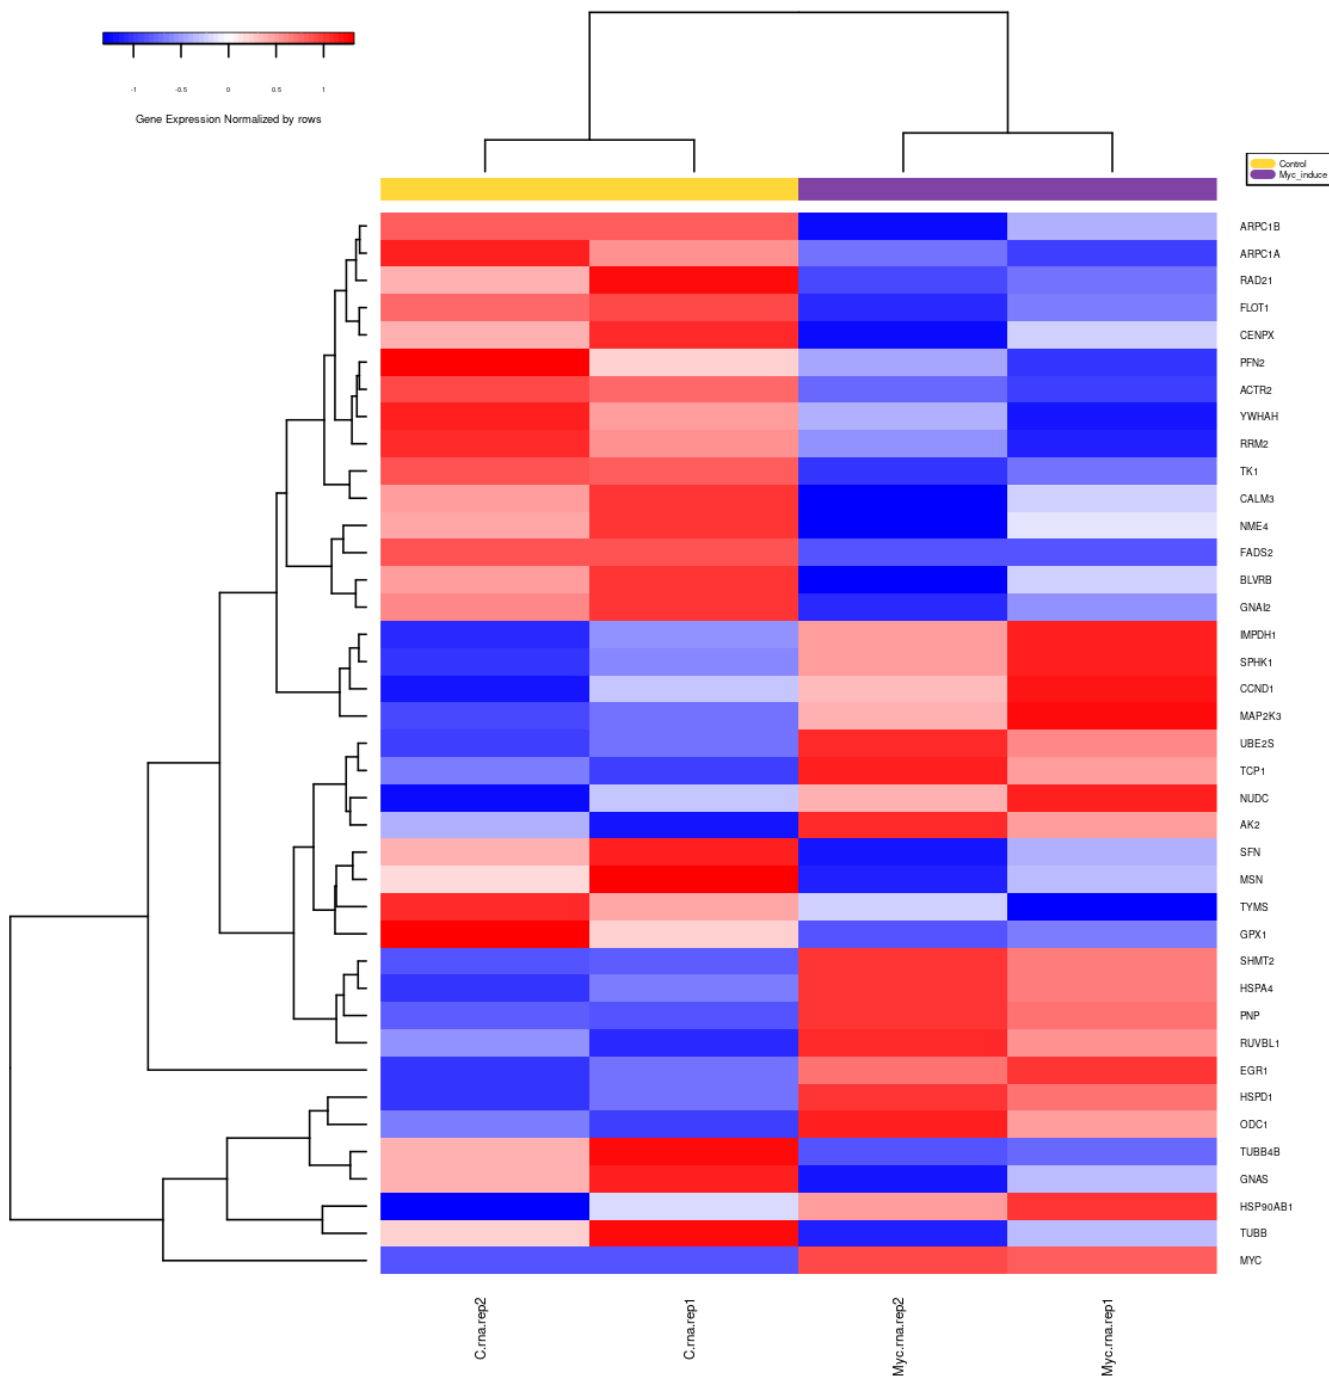 -1 -0.5 0 0.5 1
Gene Expression Normalized by rows
Control
Myc_induce
ARPC1B
ARPC1A
RAD21
FLOT1
CENPX
PFN2
ACTR2
YWHAH
RRM2
TK1
CALM3
NME4
FADS2
BLVRB
GNAI2
IMPDH1
SPHK1
CCND1
MAP2K3
UBE2S
TCP1
NUDC
AK2
SFN
MSN
TYMS
GPX1
SHMT2
HSPA4
PNP
RUVBL1
EGR1
HSPD1
ODC1
TUBB4B
GNAS
HSP90AB1
TUBB
MYC
C.rna.rep2
C.rna.rep1
Myc.rna.rep2
Myc.rna.rep1